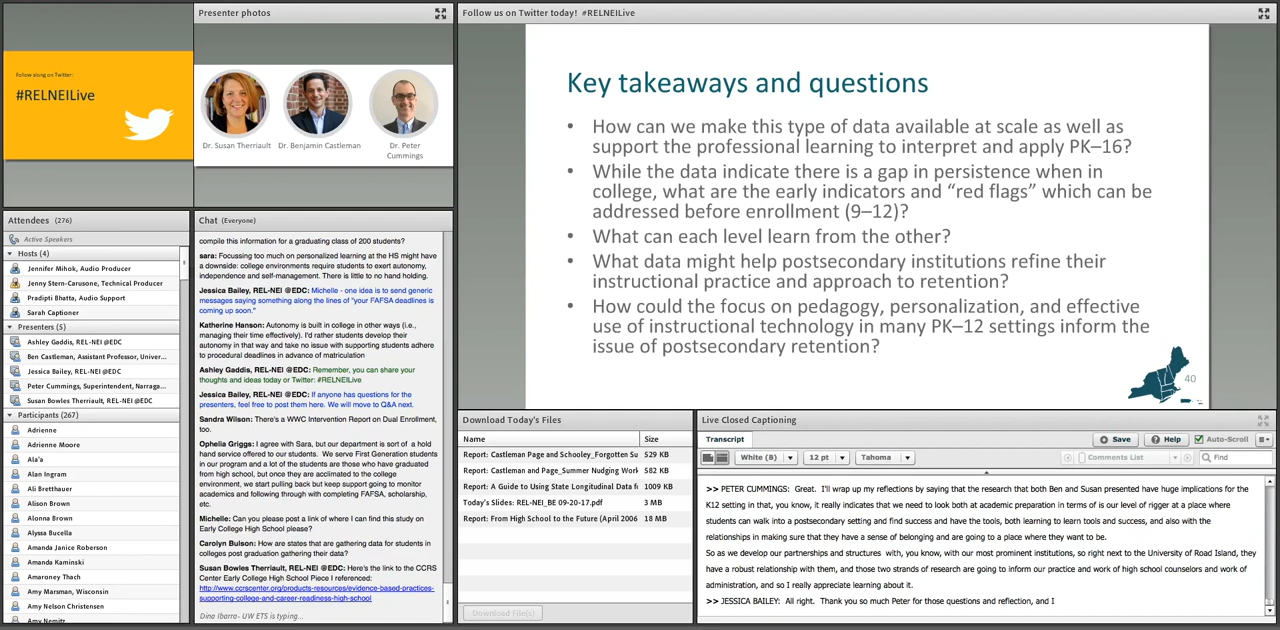 Follow along on Twitter:
#RELNEILive
Presenter photos
Dr. Susan Therriault
Dr. Benjamin Castleman
Dr. Peter
Cummings
Attendees (276)
Active Speakers
Hosts (4)
Jennifer Mihok, Audio Producer
Jenny Stern-Carusone, Technical Producer
Pradipti Bhatta, Audio Support
Sarah Captioner
Presenters (5)
Ashley Gaddis, REL-NEI @EDC
Ben Castleman, Assistant Professor, Univer...
Jessica Bailey, REL-NEI @EDC
Peter Cummings, Superintendent, Narraga...
Susan Bowles Therriault, REL-NEI @EDC
Participants (267)
Adrienne
Adrienne Moore
Ala'a
Alan Ingram
Ali Bretthauer
Alison Brown
Alonna Brown
Alyssa Bucella
Amanda Janice Roberson
Amanda Kaminski
Amaroney Thach
Amy Marsman, Wisconsin
Amy Nelson Christensen
Amy Nemitz
Chat (Everyone)
compile this information for a graduating class of 200 students?
sara: Focussing too much on personalized learning at the HS might have
a downside: college environments require students to exert autonomy,
independence and self-management. There is little to no hand holding.
Jessica Bailey, REL-NEI @EDC: Michelle - one idea is to send generic
messages saying something along the lines of "your FAFSA deadlines is
coming up soon."
Katherine Hanson: Autonomy is built in college in other ways (i.e.,
managing their time effectively). I'd rather students develop their
autonomy in that way and take no issue with supporting students adhere
to procedural deadlines in advance of matriculation
Ashley Gaddis, REL-NEI @EDC: Remember, you can share your
thoughts and ideas today or Twitter: #RELNEILive
Jessica Bailey, REL-NEI @EDC: If anyone has questions for the
presenters, feel free to post them here. We will move to Q&A next.
Sandra Wilson: There's a WWC Intervention Report on Dual Enrollment,
too.
Ophelia Griggs: I agree with Sara, but our department is sort of a hold
hand service offered to our students. We serve First Generation students
in our program and a lot of the students are those who have graduated
from high school, but once they are acclimated to the college
environment, we start pulling back but keep support going to monitor
academics and following through with completing FAFSA, scholarship,
etc.
Michelle: Can you please post a link of where I can find this study on
Early College High School please?
Carolyn Bulson: How are states that are gathering data for students in
colleges post graduation gathering their data?
Susan Bowles Therriault, REL-NEI @EDC: Here's the link to the CCRS
Center Early College High School Piece I referenced:
http://www.ccrscenter.org/products-resources/evidence-based-practices-
supporting-college-and-career-readiness-high-school
Dina Ibarra- UW ETS is typing...
Follow us on Twitter today! #RELNEILive
Key takeaways and questions
• How can we make this type of data available at scale as well as
support the professional learning to interpret and apply PK–16?
• While the data indicate there is a gap in persistence when in
college, what are the early indicators and “red flags” which can be
addressed before enrollment (9–12)?
• What can each level learn from the other?
• What data might help postsecondary institutions refine their
instructional practice and approach to retention?
• How could the focus on pedagogy, personalization, and effective
use of instructional technology in many PK–12 settings inform the
issue of postsecondary retention?
40
Download Today's Files
Name Size
Report: Castleman Page and Schooley_Forgotten Su 529 KB
Report: Castleman and Page_Summer Nudging Work 582 KB
Report: A Guide to Using State Longitudinal Data fo 1009 KB
Today's Slides: REL-NEI_BE 09-20-17.pdf 3 MB
Report: From High School to the Future (April 2006 18 MB
Download File(s)
Live Closed Captioning
Transcript Save Help Auto-Scroll
White (B) 12 pt Tahoma Comments List Find
>> PETER CUMMINGS: Great. I'll wrap up my reflections by saying that the research that both Ben and Susan presented have huge implications for the
K12 setting in that, you know, it really indicates that we need to look both at academic preparation in terms of is our level of rigger at a place where
students can walk into a postsecondary setting and find success and have the tools, both learning to learn tools and success, and also with the
relationships in making sure that they have a sense of belonging and are going to a place where they want to be.
So as we develop our partnerships and structures with, you know, with our most prominent institutions, so right next to the University of Road Island, they
have a robust relationship with them, and those two strands of research are going to inform our practice and work of high school counselors and work of
administration, and so I really appreciate learning about it.
>> JESSICA BAILEY: All right. Thank you so much Peter for those questions and reflection, and I